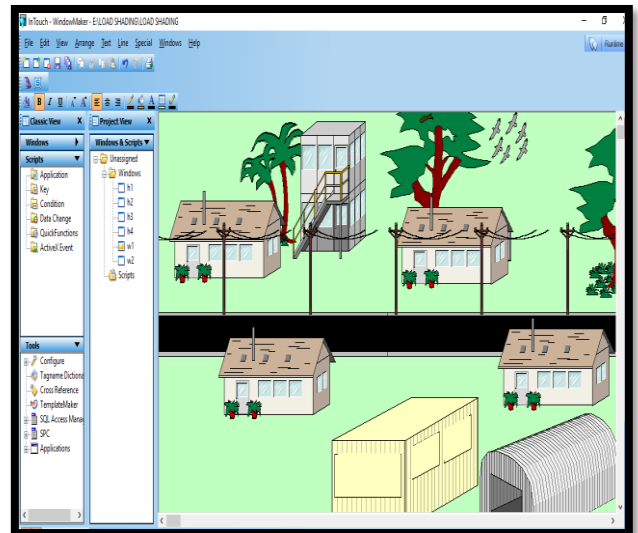 InTouch - WindowMaker - E:\LOAD SHADING\LOAD SHADING
File Edit View Arrange Text Line Special Windows Help
Runtime
B I U
Classic View X
Project View X
Windows
Windows & Scripts
Scripts
Application
Key
Condition
Data Change
QuickFunctions
ActiveX Event
Unassigned
Windows
h1
h2
h3
h4
w1
w2
Scripts
Tools
Configure
Tagname Dictiona
Cross Reference
TemplateMaker
SQL Access Manag
SPC
Applications